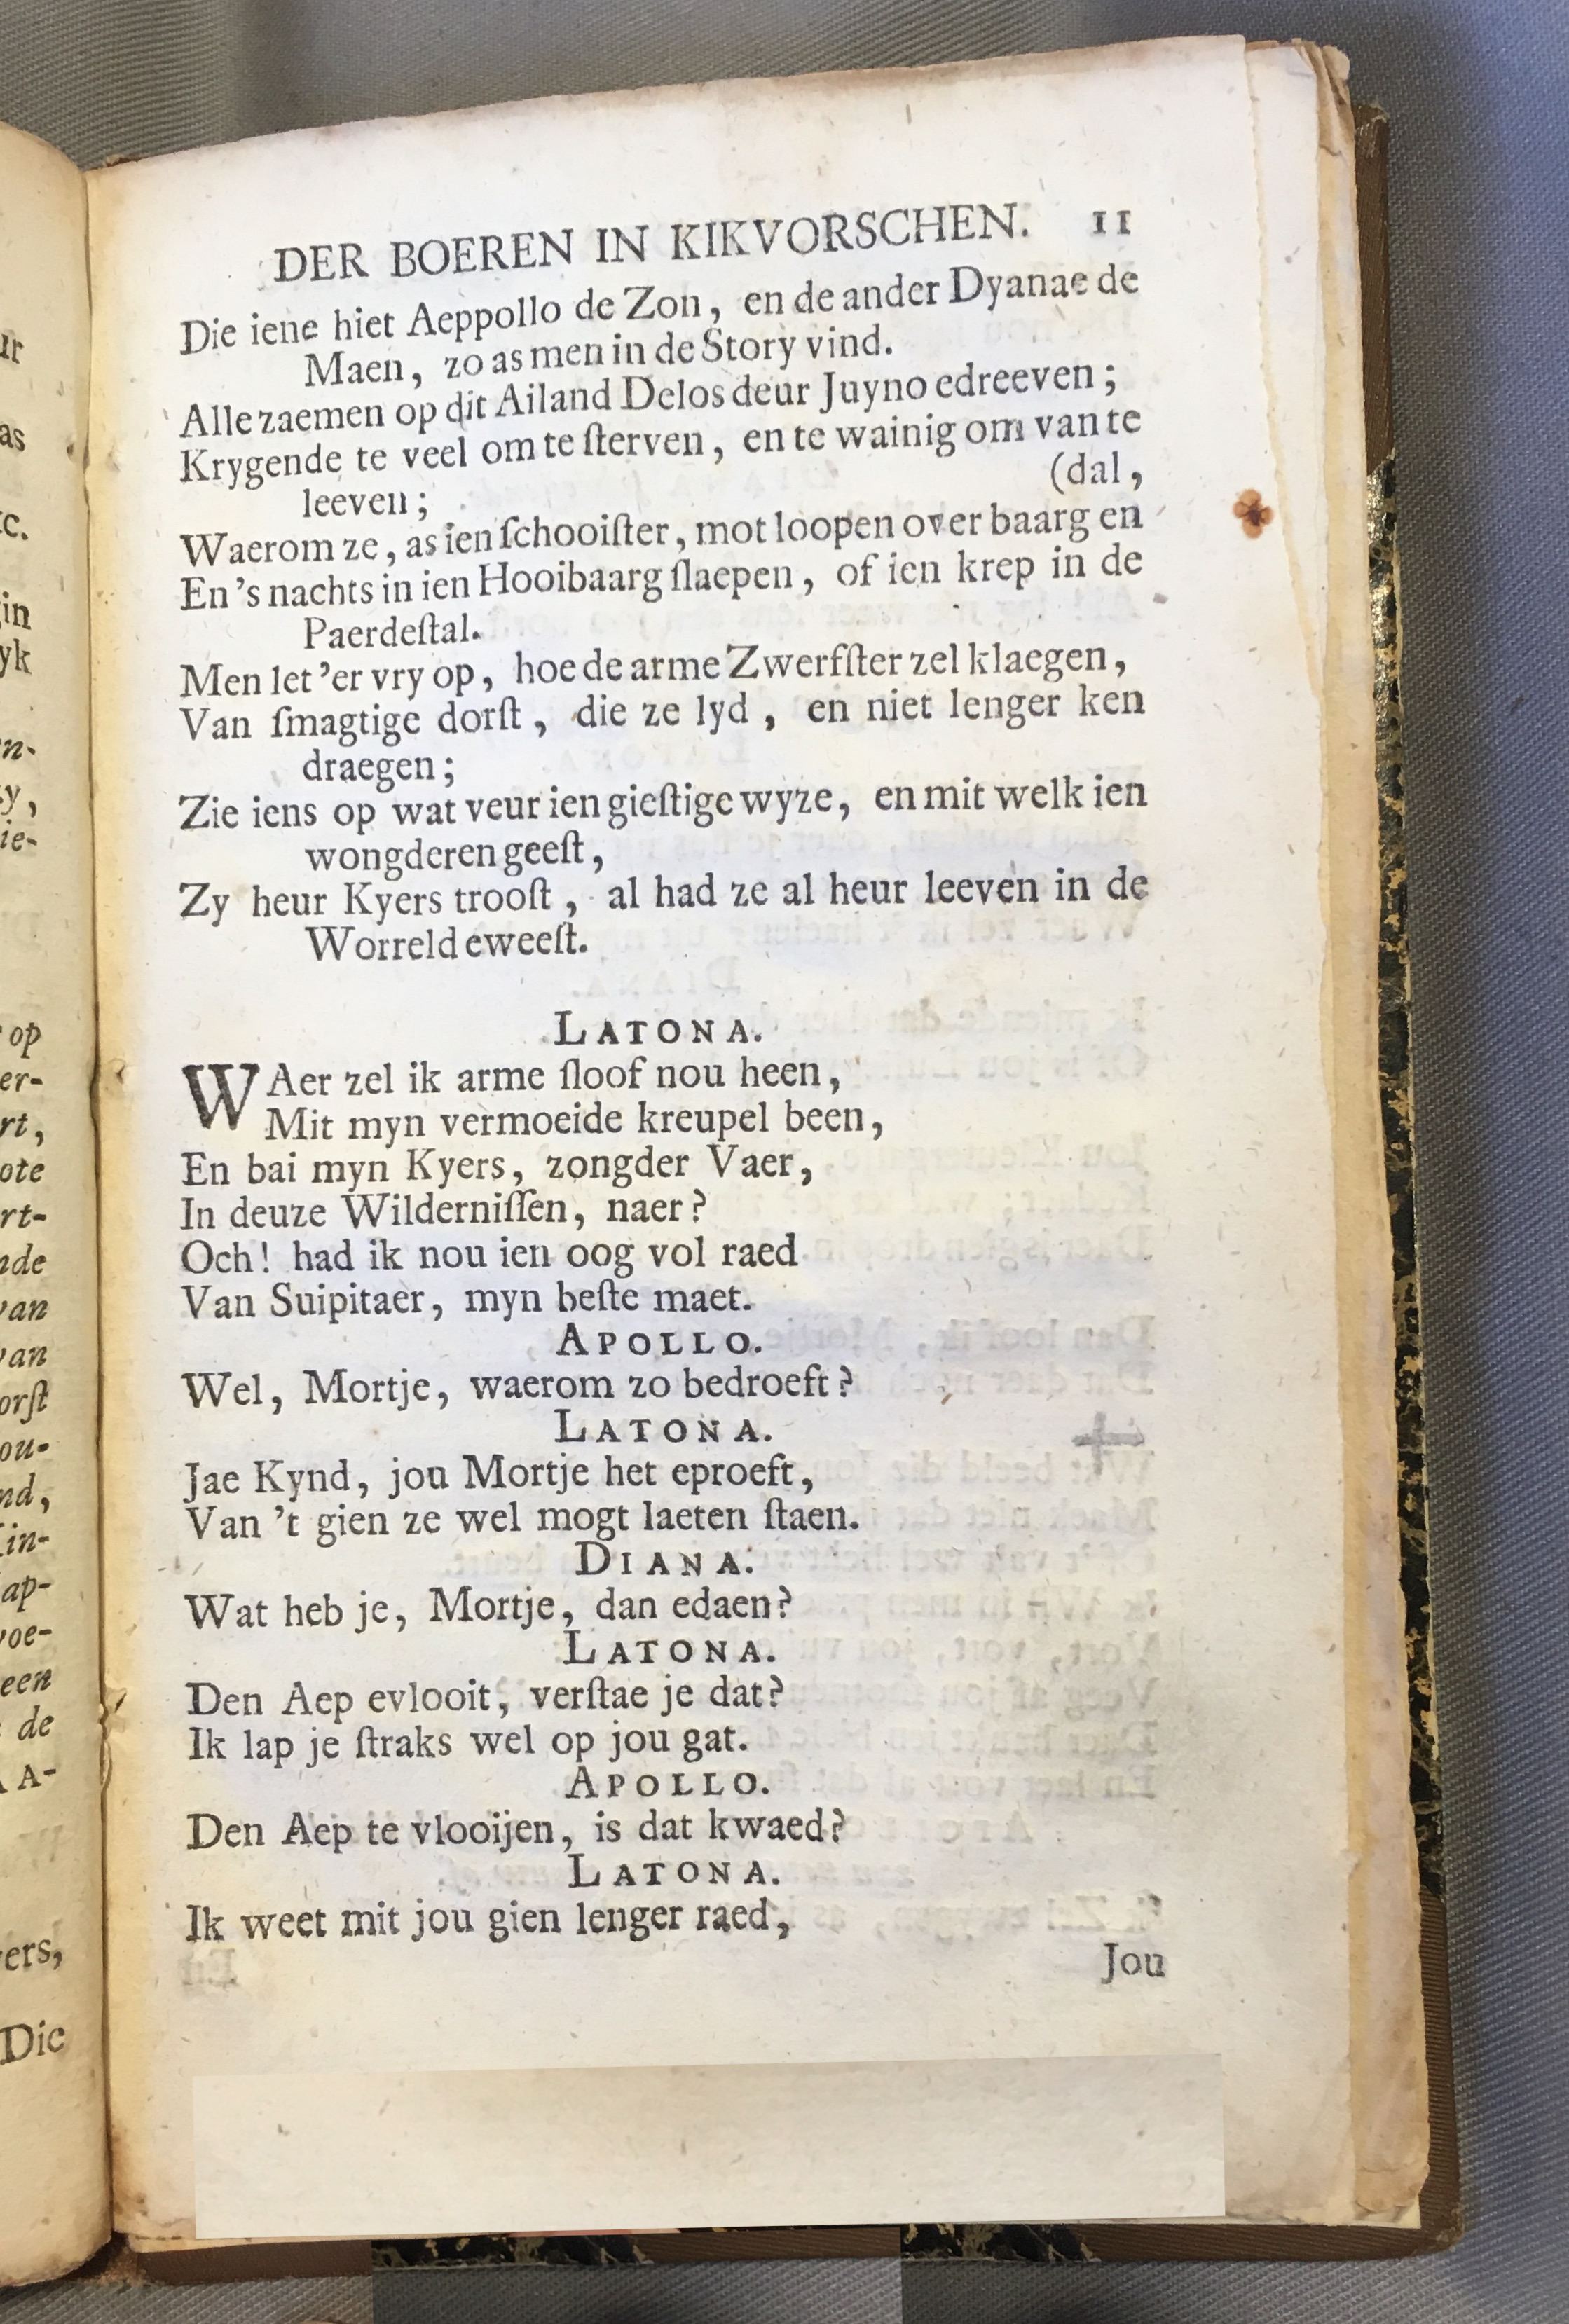 DER BOEREN IN KIKVORSCHEN. 11
Die iene hiet Aeppollo de Zon, en de ander Dyanae de
Maen, zo as men in de Story vind.
Alle zaemen op dit Ailand Delos deur Juyno edreeven;
Krygende te veel om te ſterven, en te wainig om van te
leeven; (dal,
Waerom ze, as ien ſchooiſter, mot loopen over baarg en
En 's nachts in ien Hooibaarg ſlaepen, of ien krep in de
Paerdeſtal.
Men let 'er vry op, hoe de arme Zwerfſter zel klaegen,
Van ſmagtige dorſt, die ze lyd, en niet lenger ken
draegen;
Zie iens op wat veur ien gieſtige wyze, en mit welk ien
wongderen geeſt,
Zy heur Kyers trooſt, al had ze al heur leeven in de
Worreld eweeſt.
LATONA.
WAer zel ik arme ſloof nou heen,
Mit myn vermoeide kreupel been,
En bai myn Kyers, zongder Vaer,
In deuze Wilderniſſen, naer?
Och! had ik nou ien oog vol raed
Van Suipitaer, myn beſte maet.
APOLLO.
Wel, Mortje, waerom zo bedroeft?
LATONA.
Jae Kynd, jou Mortje het eproeft,
Van 't gien ze wel mogt laeten ſtaen.
DIANA.
Wat heb je, Mortje, dan edaen?
LATONA.
Den Aep evlooit, verſtae je dat?
Ik lap je ſtraks wel op jou gat.
APOLLO.
Den Aep te vlooijen, is dat kwaed?
LATONA.
Ik weet mit jou gien lenger raed,
Jou